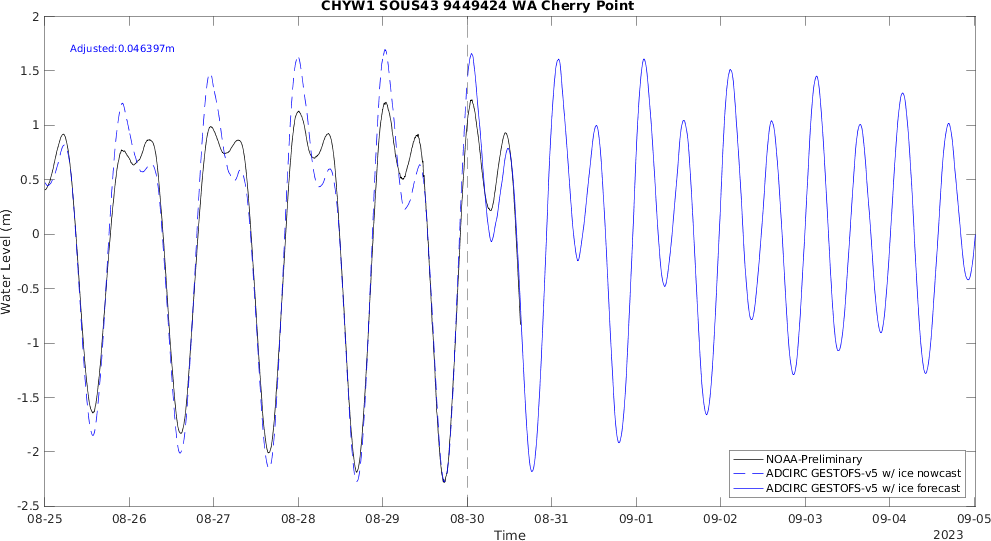 CHYW1 SOUS43 9449424 WA Cherry Point
Adjusted:0.046397m
Water Level (m)
2
1.5
1
0.5
0
-0.5
-1
-1.5
-2
-2.5
NOAA-Preliminary
ADCIRC GESTOFS-v5 w/ ice nowcast
ADCIRC GESTOFS-v5 w/ ice forecast
08-25 08-26 08-27 08-28 08-29 08-30 08-31 09-01 09-02 09-03 09-04 09-05
Time
2023